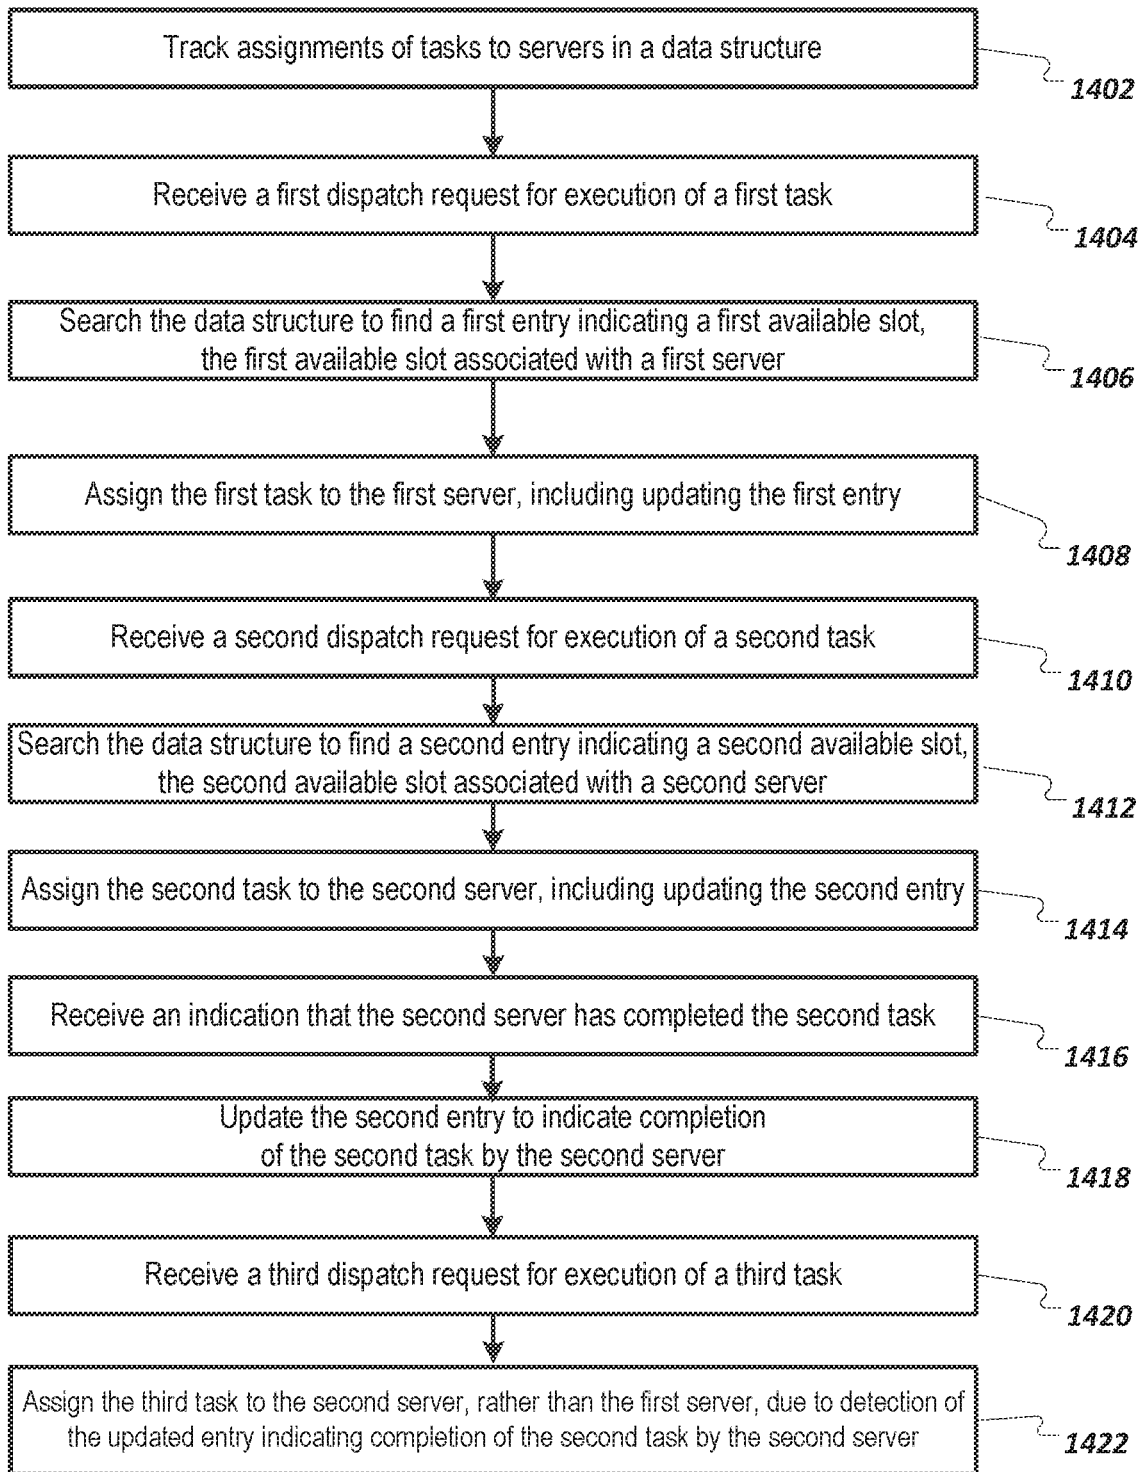 Track assignments of tasks to servers in a data structure
1402
Receive a first dispatch request for execution of a first task
1404
Search the data structure to find a first entry indicating a first available slot,
the first available slot associated with a first server
1406
Assign the first task to the first server, including updating the first entry
1408
Receive a second dispatch request for execution of a second task
1410
Search the data structure to find a second entry indicating a second available slot,
the second available slot associated with a second server
1412
Assign the second task to the second server, including updating the second entry
1414
Receive an indication that the second server has completed the second task
1416
Update the second entry to indicate completion
of the second task by the second server
1418
Receive a third dispatch request for execution of a third task
1420
Assign the third task to the second server, rather than the first server, due to detection of
the updated entry indicating completion of the second task by the second server
1422